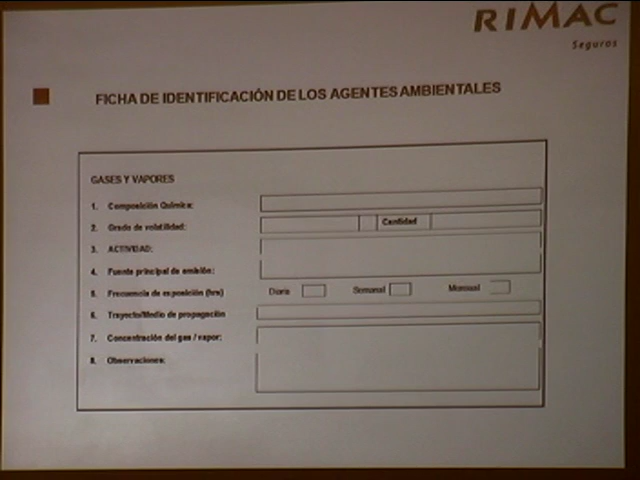 RIMAC
Seguros
FICHA DE IDENTIFICACIÓN DE LOS AGENTES AMBIENTALES
GASES Y VAPORES
1. Composición Química:
2. Grado de volatilidad: Cantidad
3. ACTIVIDAD:
4. Fuente principal de emisión:
5. Frecuencia de exposición (hrs) Diaria Semanal Mensual
6. Trayecto/Medio de propagación
7. Concentración del gas / vapor:
8. Observaciones: